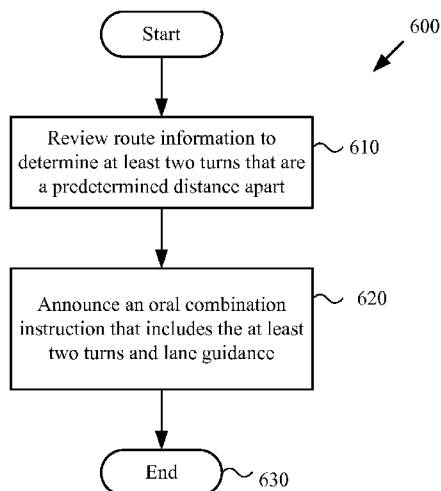 Start
600
Review route information to
determine at least two turns that are
a predetermined distance apart
610
Announce an oral combination
instruction that includes the at least
two turns and lane guidance
620
End
630